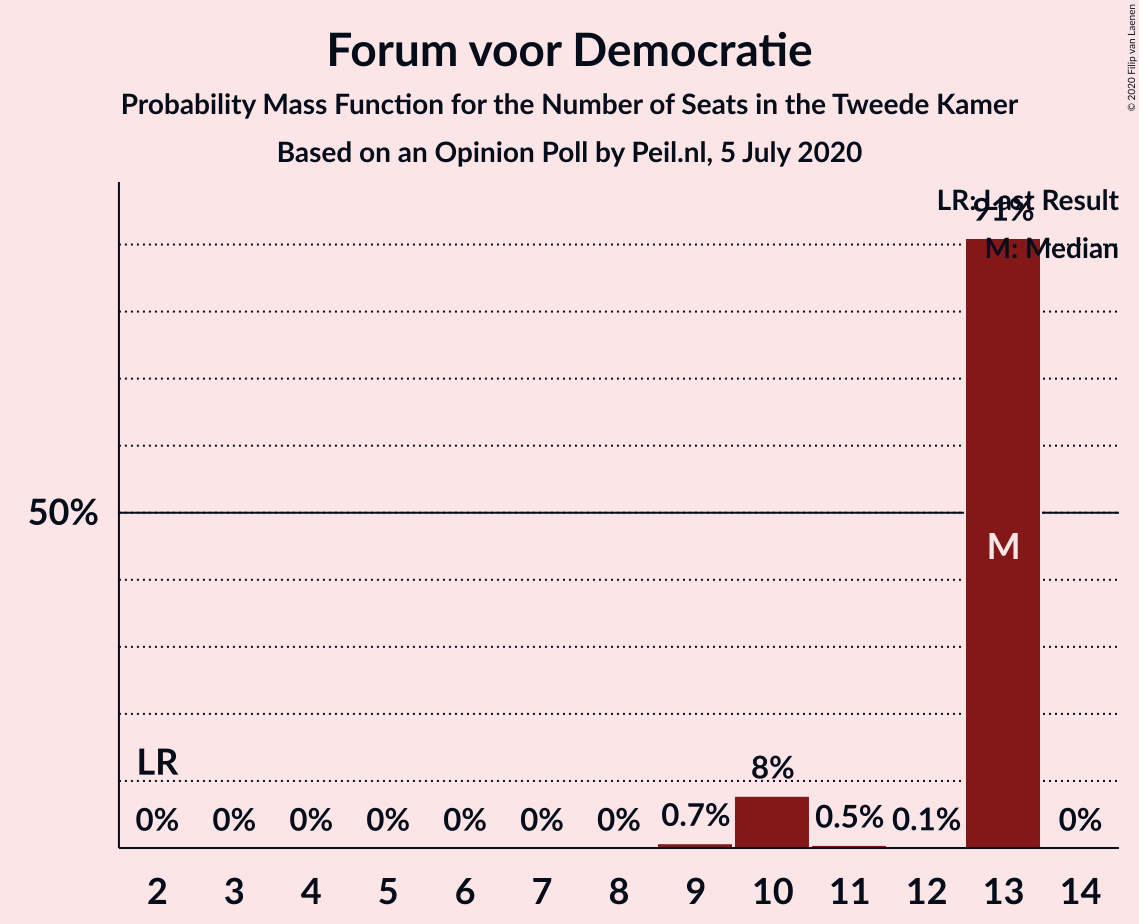 Forum voor Democratie
Probability Mass Function for the Number of Seats in the Tweede Kamer
Based on an Opinion Poll by Peil.nl, 5 July 2020
© 2020 Filip van Laenen
LR: Last Result
91%
M: Median
50%
M
LR
8%
0% 0% 0% 0% 0% 0% 0% 0.7% 0.5% 0.1% 0%
2 3 4 5 6 7 8 9 10 11 12 13 14